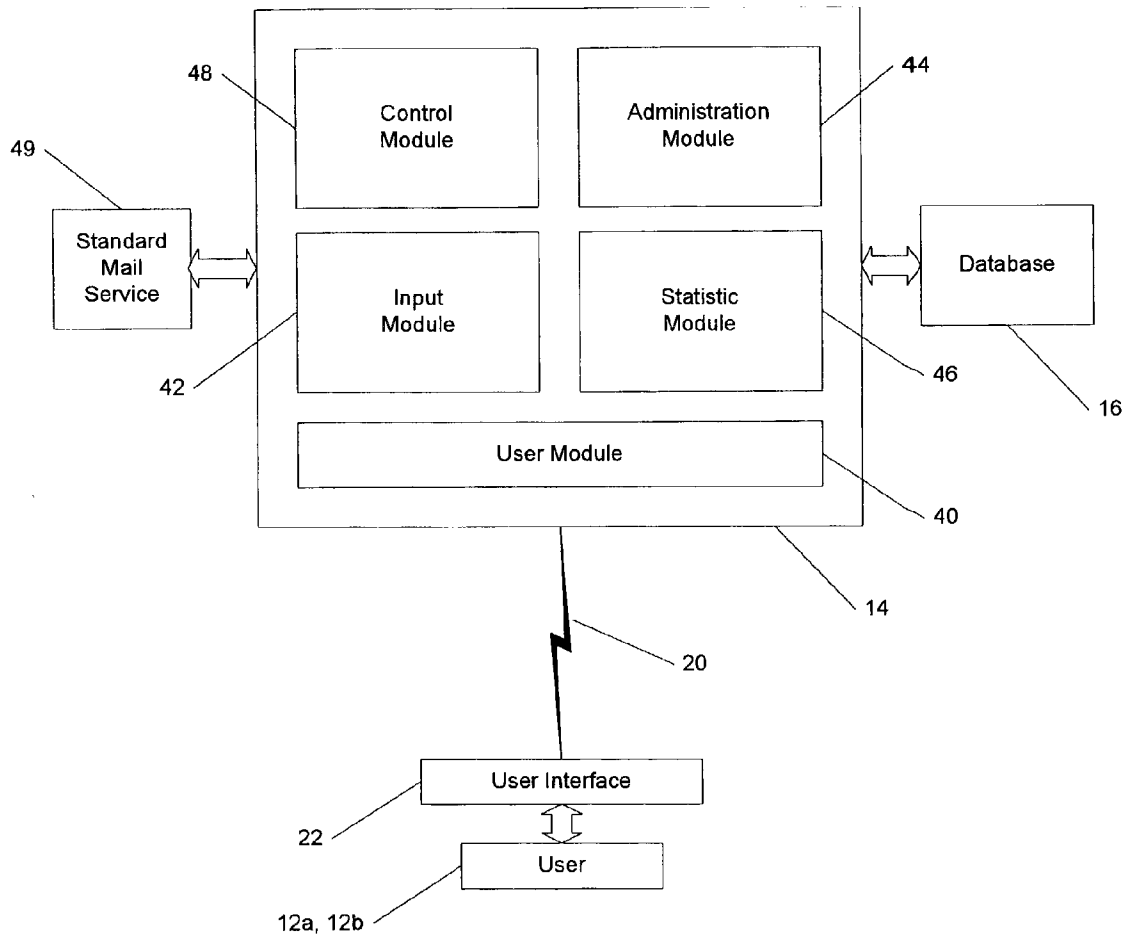 48
Control
Module
Administration
Module
44
49
Standard
Mail
Service
Input
Module
Statistic
Module
Database
42
46
16
User Module
40
14
20
User Interface
22
User
12a, 12b